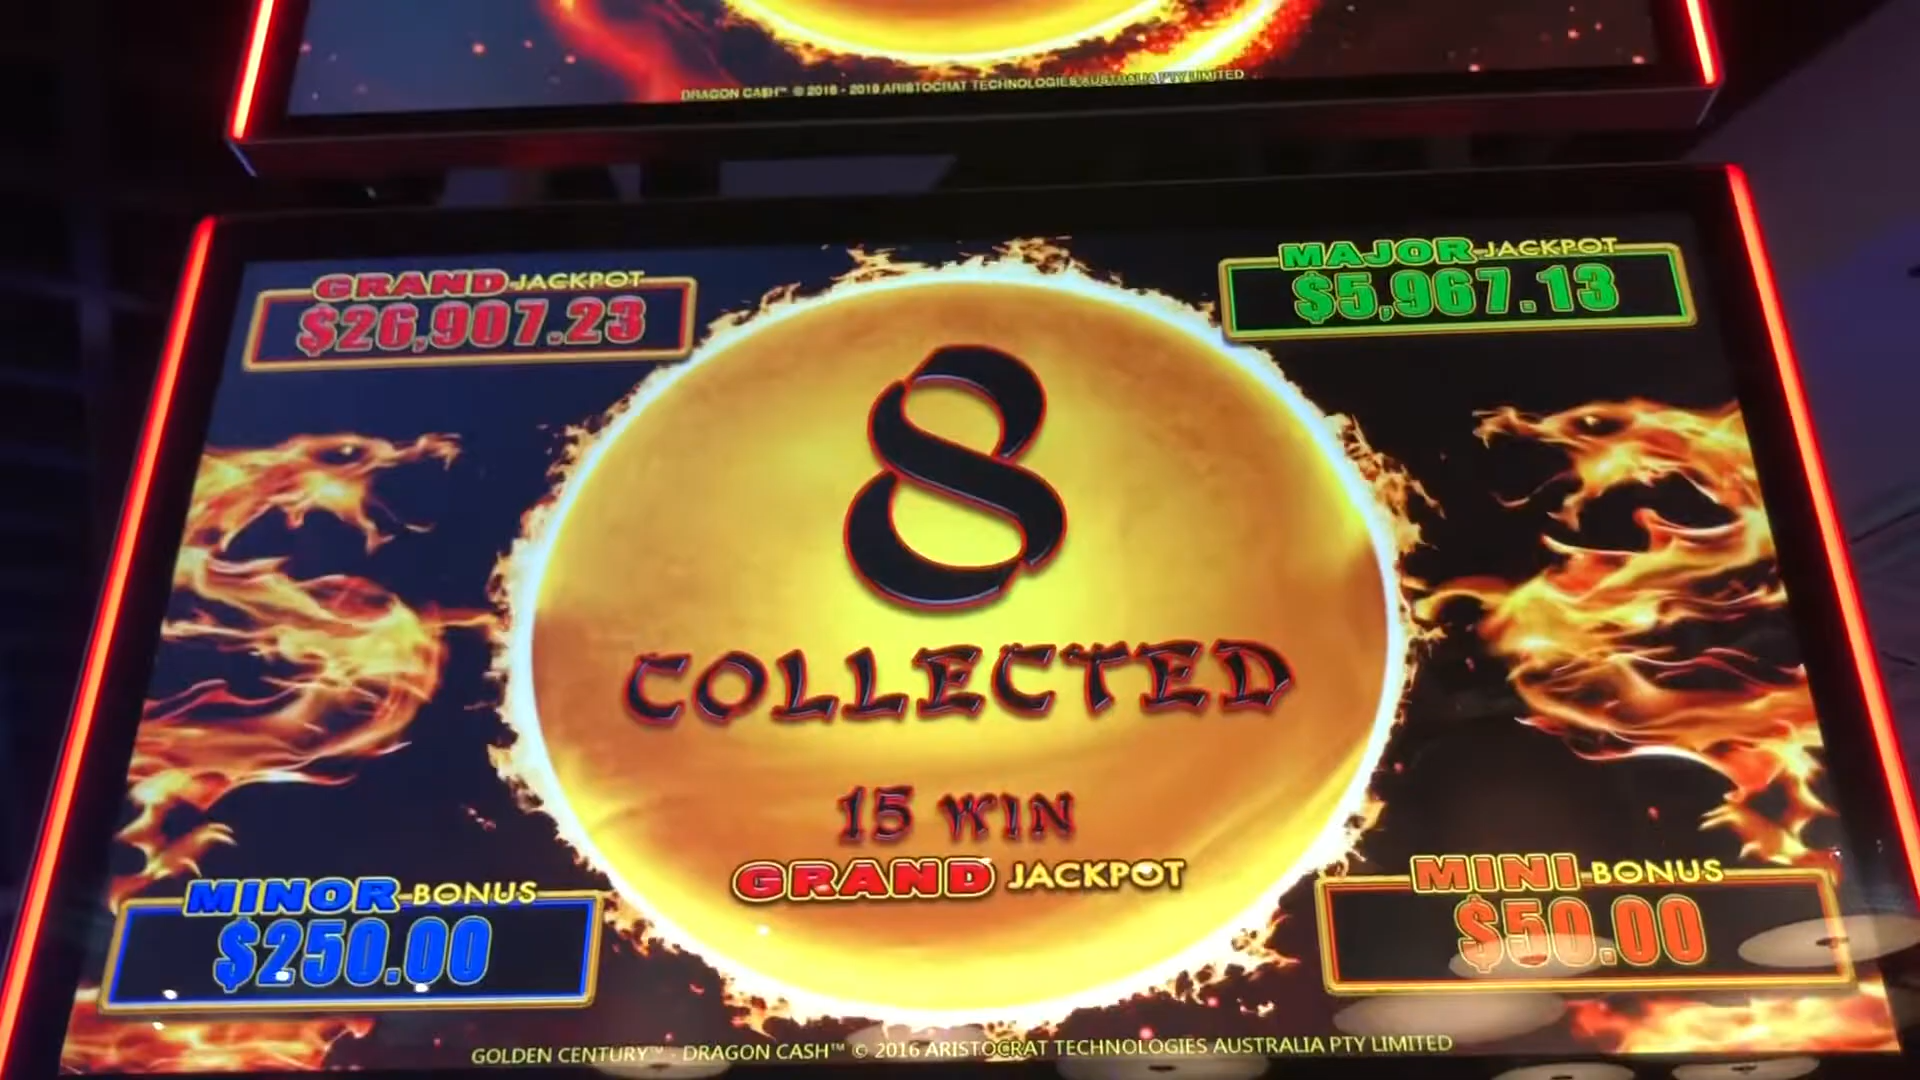 DRAGON CA$H™ © 2016 - 2019 ARISTOCRAT TECHNOLOGIES AUSTRALIA PTY LIMITED
GRAND JACKPOT
$26,907.23
MAJOR JACKPOT
$5,967.13
8
COLLECTED
15 WIN
GRAND JACKPOT
MINOR BONUS
$250.00
MINI BONUS
$50.00
GOLDEN CENTURY™ - DRAGON CASH™ © 2016 ARISTOCRAT TECHNOLOGIES AUSTRALIA PTY LIMITED